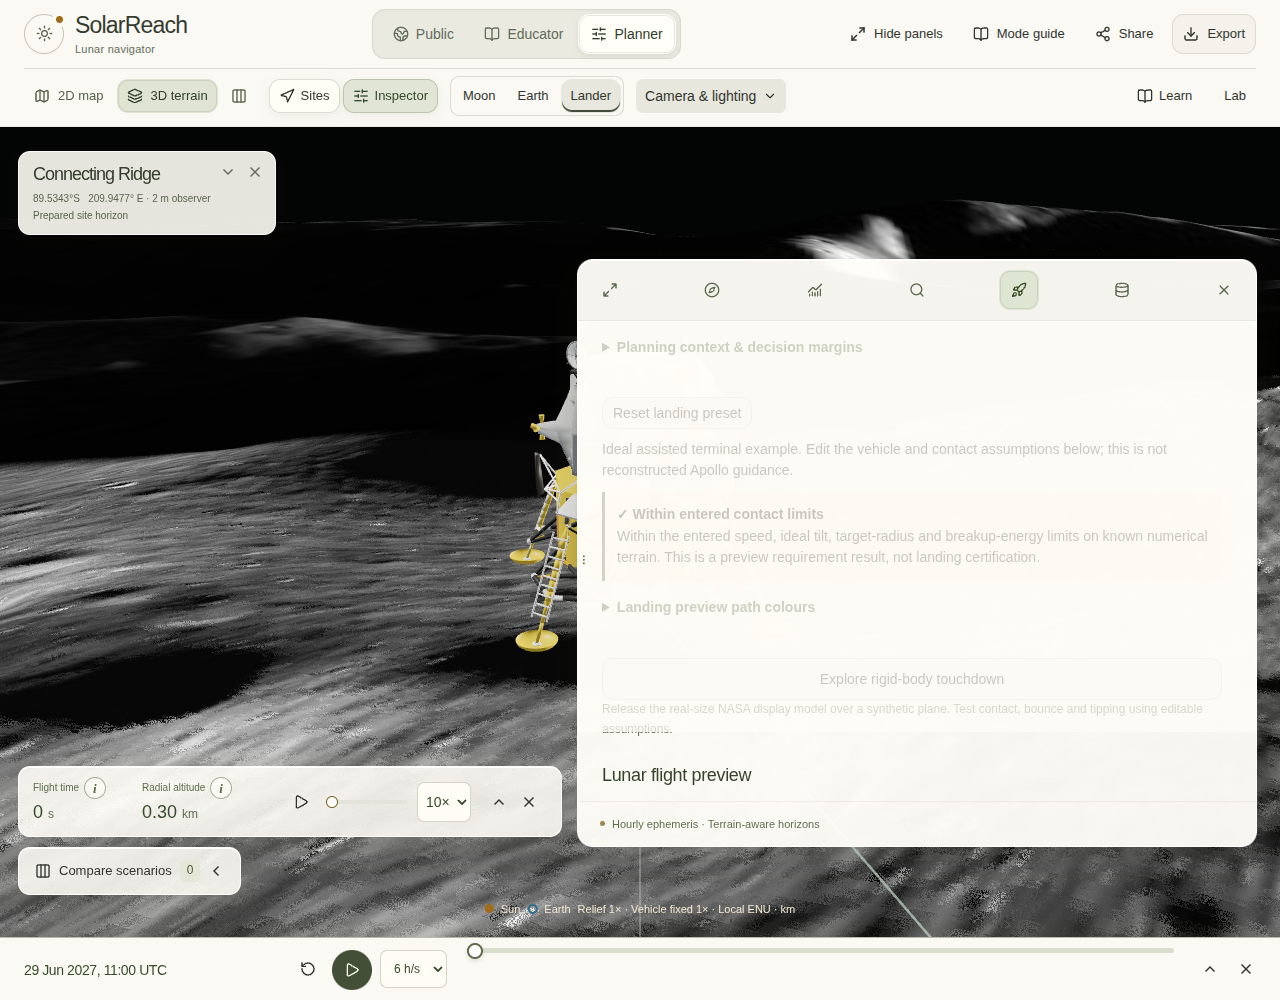 SolarReach
Lunar navigator
Public
Educator
Planner
Hide panels
Mode guide
Share
Export
2D map
3D terrain
Sites
Inspector
Moon
Earth
Lander
Camera & lighting
Learn
Lab
Connecting Ridge
89.5343°S 209.9477° E · 2 m observer
Prepared site horizon
Planning context & decision margins
Reset landing preset
Ideal assisted terminal example. Edit the vehicle and contact assumptions below; this is not
reconstructed Apollo guidance.
✓ Within entered contact limits
Within the entered speed, ideal tilt, target-radius and breakup-energy limits on known numerical
terrain. This is a preview requirement result, not landing certification.
Landing preview path colours
Explore rigid-body touchdown
Release the real-size NASA display model over a synthetic plane. Test contact, bounce and tipping using editable
assumptions.
Lunar flight preview
Hourly ephemeris · Terrain-aware horizons
Flight time i
0 s
Radial altitude i
0.30 km
10×
Compare scenarios 0
Sun Earth Relief 1× · Vehicle fixed 1× · Local ENU · km
29 Jun 2027, 11:00 UTC
6 h/s